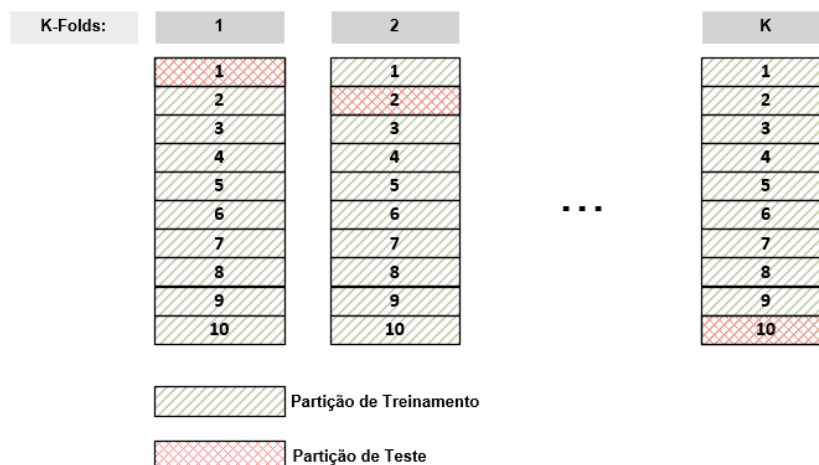 K-Folds: 1 2 K
1 1 1
2 2 2
3 3 3
4 4 4
5 5 5
6 6 6
7 7 7
8 8 8
9 9 9
10 10 10
...
Partição de Treinamento
Partição de Teste